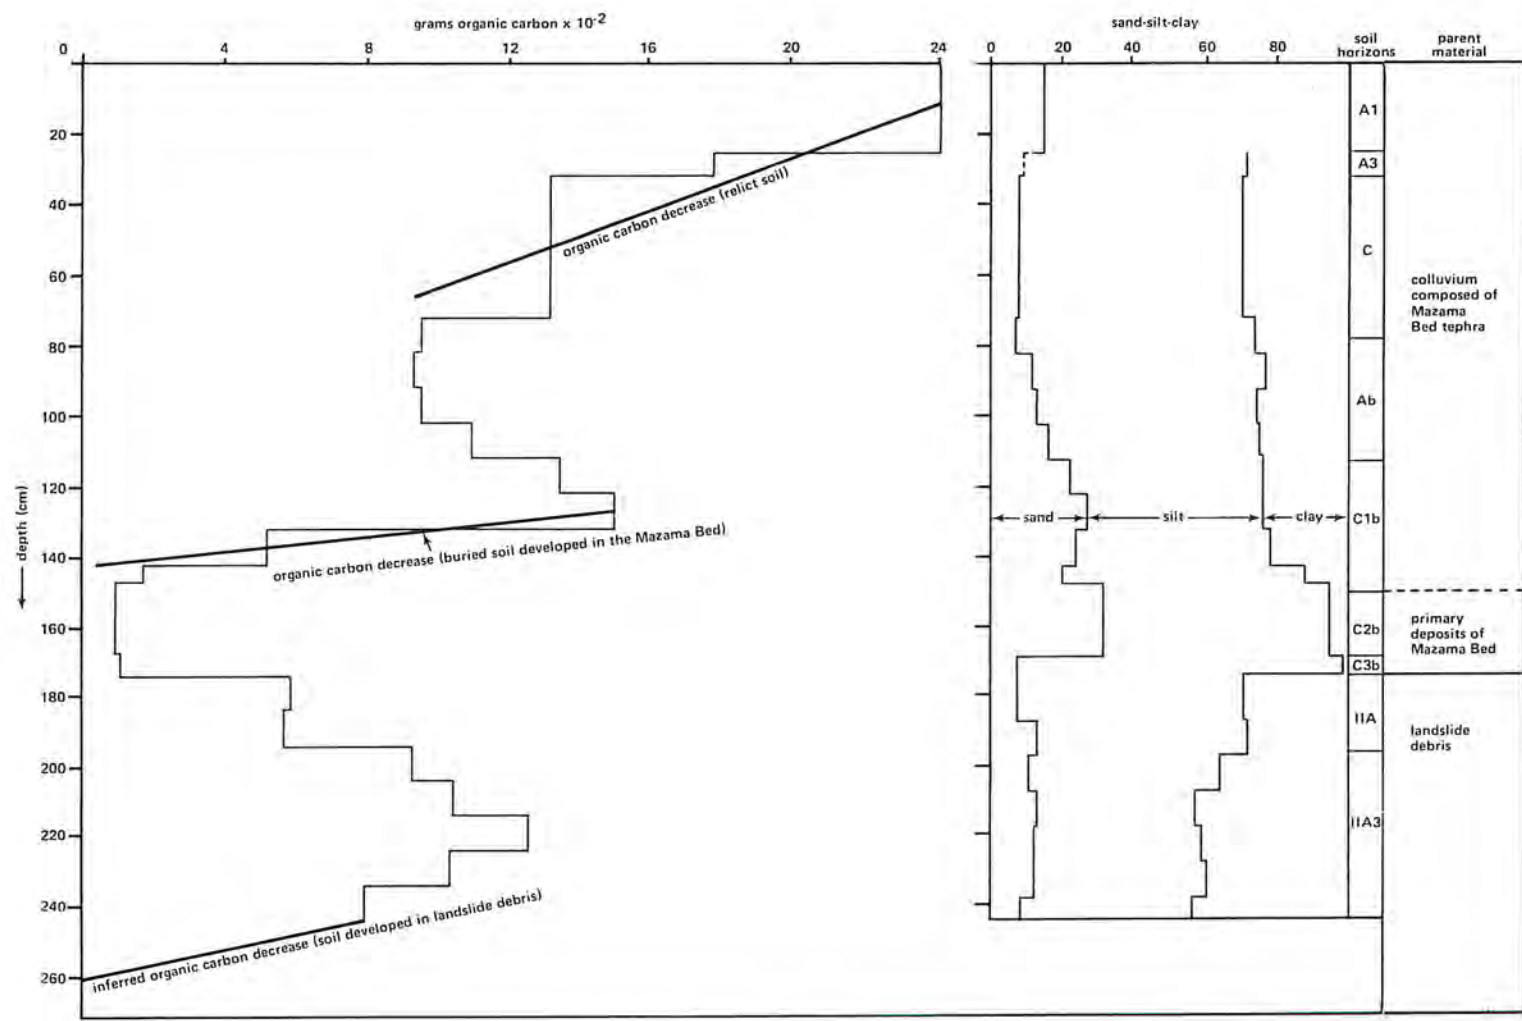 grams organic carbon x 10-2
sand-silt-clay
0 4 8 12 16 20 24
0 20 40 60 80
soil
horizons
parent
material
20
40
60
80
100
120
140
160
180
200
220
240
260
depth (cm)
organic carbon decrease (relict soil)
organic carbon decrease (buried soil developed in the Mazama Bed)
inferred organic carbon decrease (soil developed in landslide debris)
sand
silt
clay
A1
A3
C
Ab
C1b
C2b
C3b
IIA
IIA3
colluvium
composed of
Mazama
Bed tephra
primary
deposits of
Mazama Bed
landslide
debris